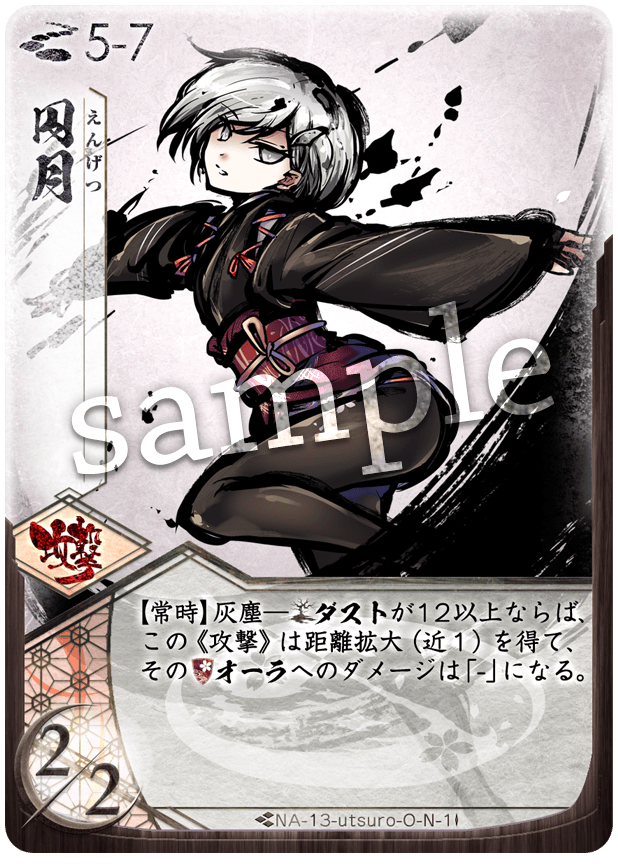 5-7
円月
えんげつ
sample
攻撃
【常時】灰塵―ダストが12以上ならば、
この《攻撃》は距離拡大（近１）を得て、
そのオーラへのダメージは「-」になる。
2/2
NA-13-utsuro-O-N-1